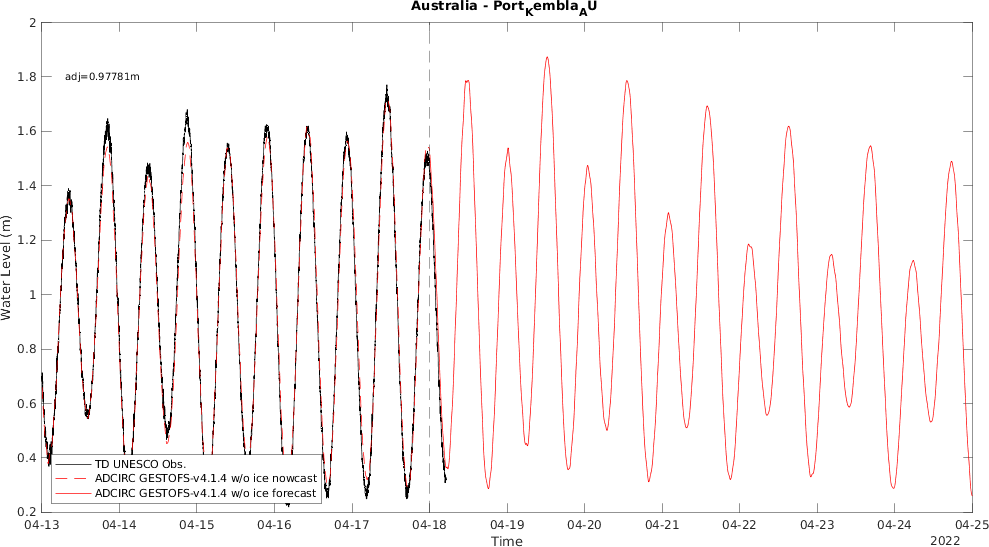 Australia - Port_Kembla_AU
adj=0.97781m
Water Level (m)
2
1.8
1.6
1.4
1.2
1
0.8
0.6
0.4
0.2
TD UNESCO Obs.
ADCIRC GESTOFS-v4.1.4 w/o ice nowcast
ADCIRC GESTOFS-v4.1.4 w/o ice forecast
04-13 04-14 04-15 04-16 04-17 04-18 04-19 04-20 04-21 04-22 04-23 04-24 04-25
Time
2022